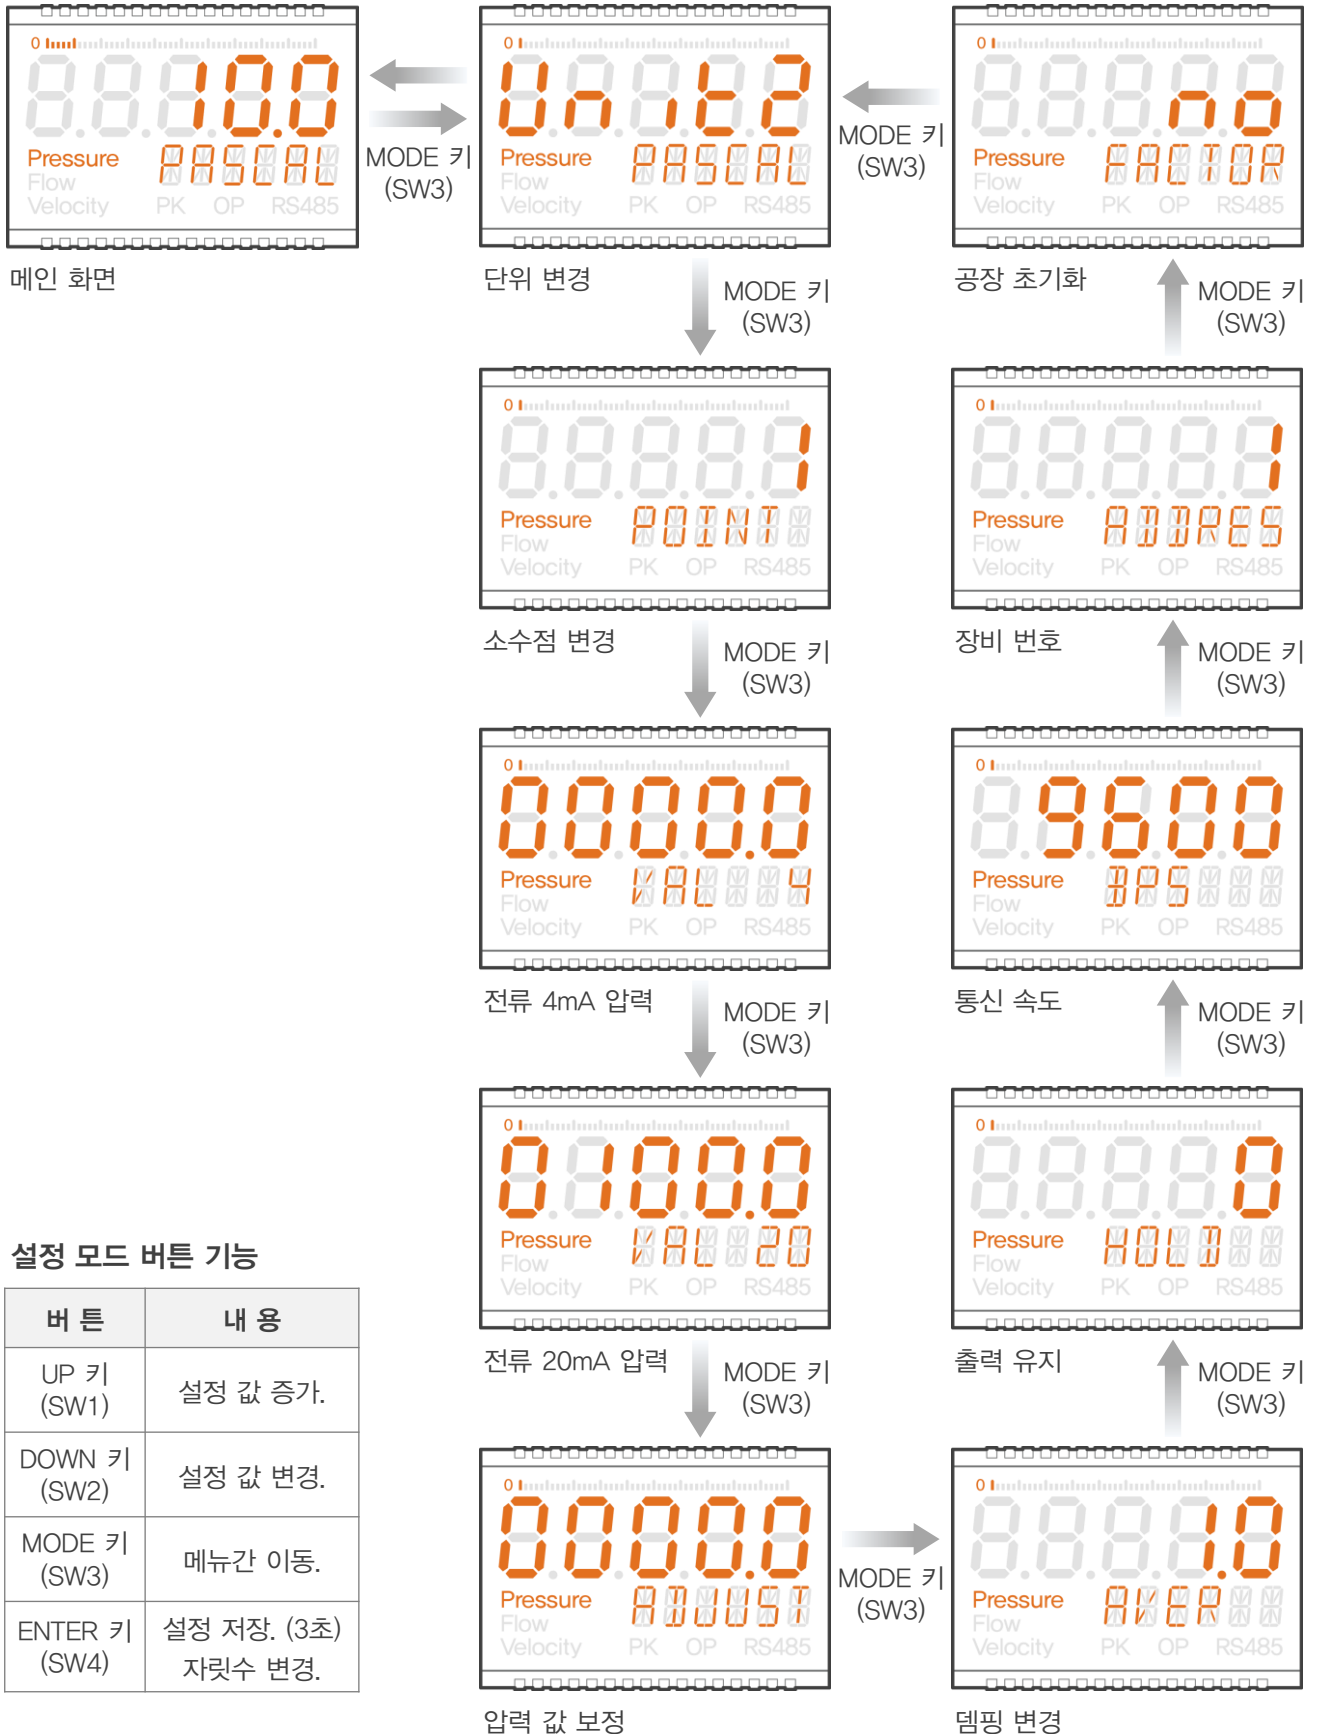 0
10.0
Pressure PASCAL
Flow
Velocity PK OP RS485
메인 화면
MODE 키
(SW3)
0
Unit2
Pressure PASCAL
Flow
Velocity PK OP RS485
단위 변경
MODE 키
(SW3)
0
no
Pressure FACTOR
Flow
Velocity PK OP RS485
공장 초기화
MODE 키
(SW3)
MODE 키
(SW3)
0
1
Pressure POINT
Flow
Velocity PK OP RS485
소수점 변경
MODE 키
(SW3)
0
1
Pressure ADDRES
Flow
Velocity PK OP RS485
장비 번호
MODE 키
(SW3)
0
0000.0
Pressure VAL 4
Flow
Velocity PK OP RS485
전류 4mA 압력
MODE 키
(SW3)
0
9600
Pressure BPS
Flow
Velocity PK OP RS485
통신 속도
MODE 키
(SW3)
0
0100.0
Pressure VAL 20
Flow
Velocity PK OP RS485
전류 20mA 압력
MODE 키
(SW3)
0
0
Pressure HOLD
Flow
Velocity PK OP RS485
출력 유지
MODE 키
(SW3)
0
0000.0
Pressure ADJUST
Flow
Velocity PK OP RS485
압력 값 보정
MODE 키
(SW3)
0
1.0
Pressure AVER
Flow
Velocity PK OP RS485
뎀핑 변경
설정 모드 버튼 기능
버 튼 내 용
UP 키
(SW1)
설정 값 증가.
DOWN 키
(SW2)
설정 값 변경.
MODE 키
(SW3)
메뉴간 이동.
ENTER 키
(SW4)
설정 저장. (3초)
자릿수 변경.